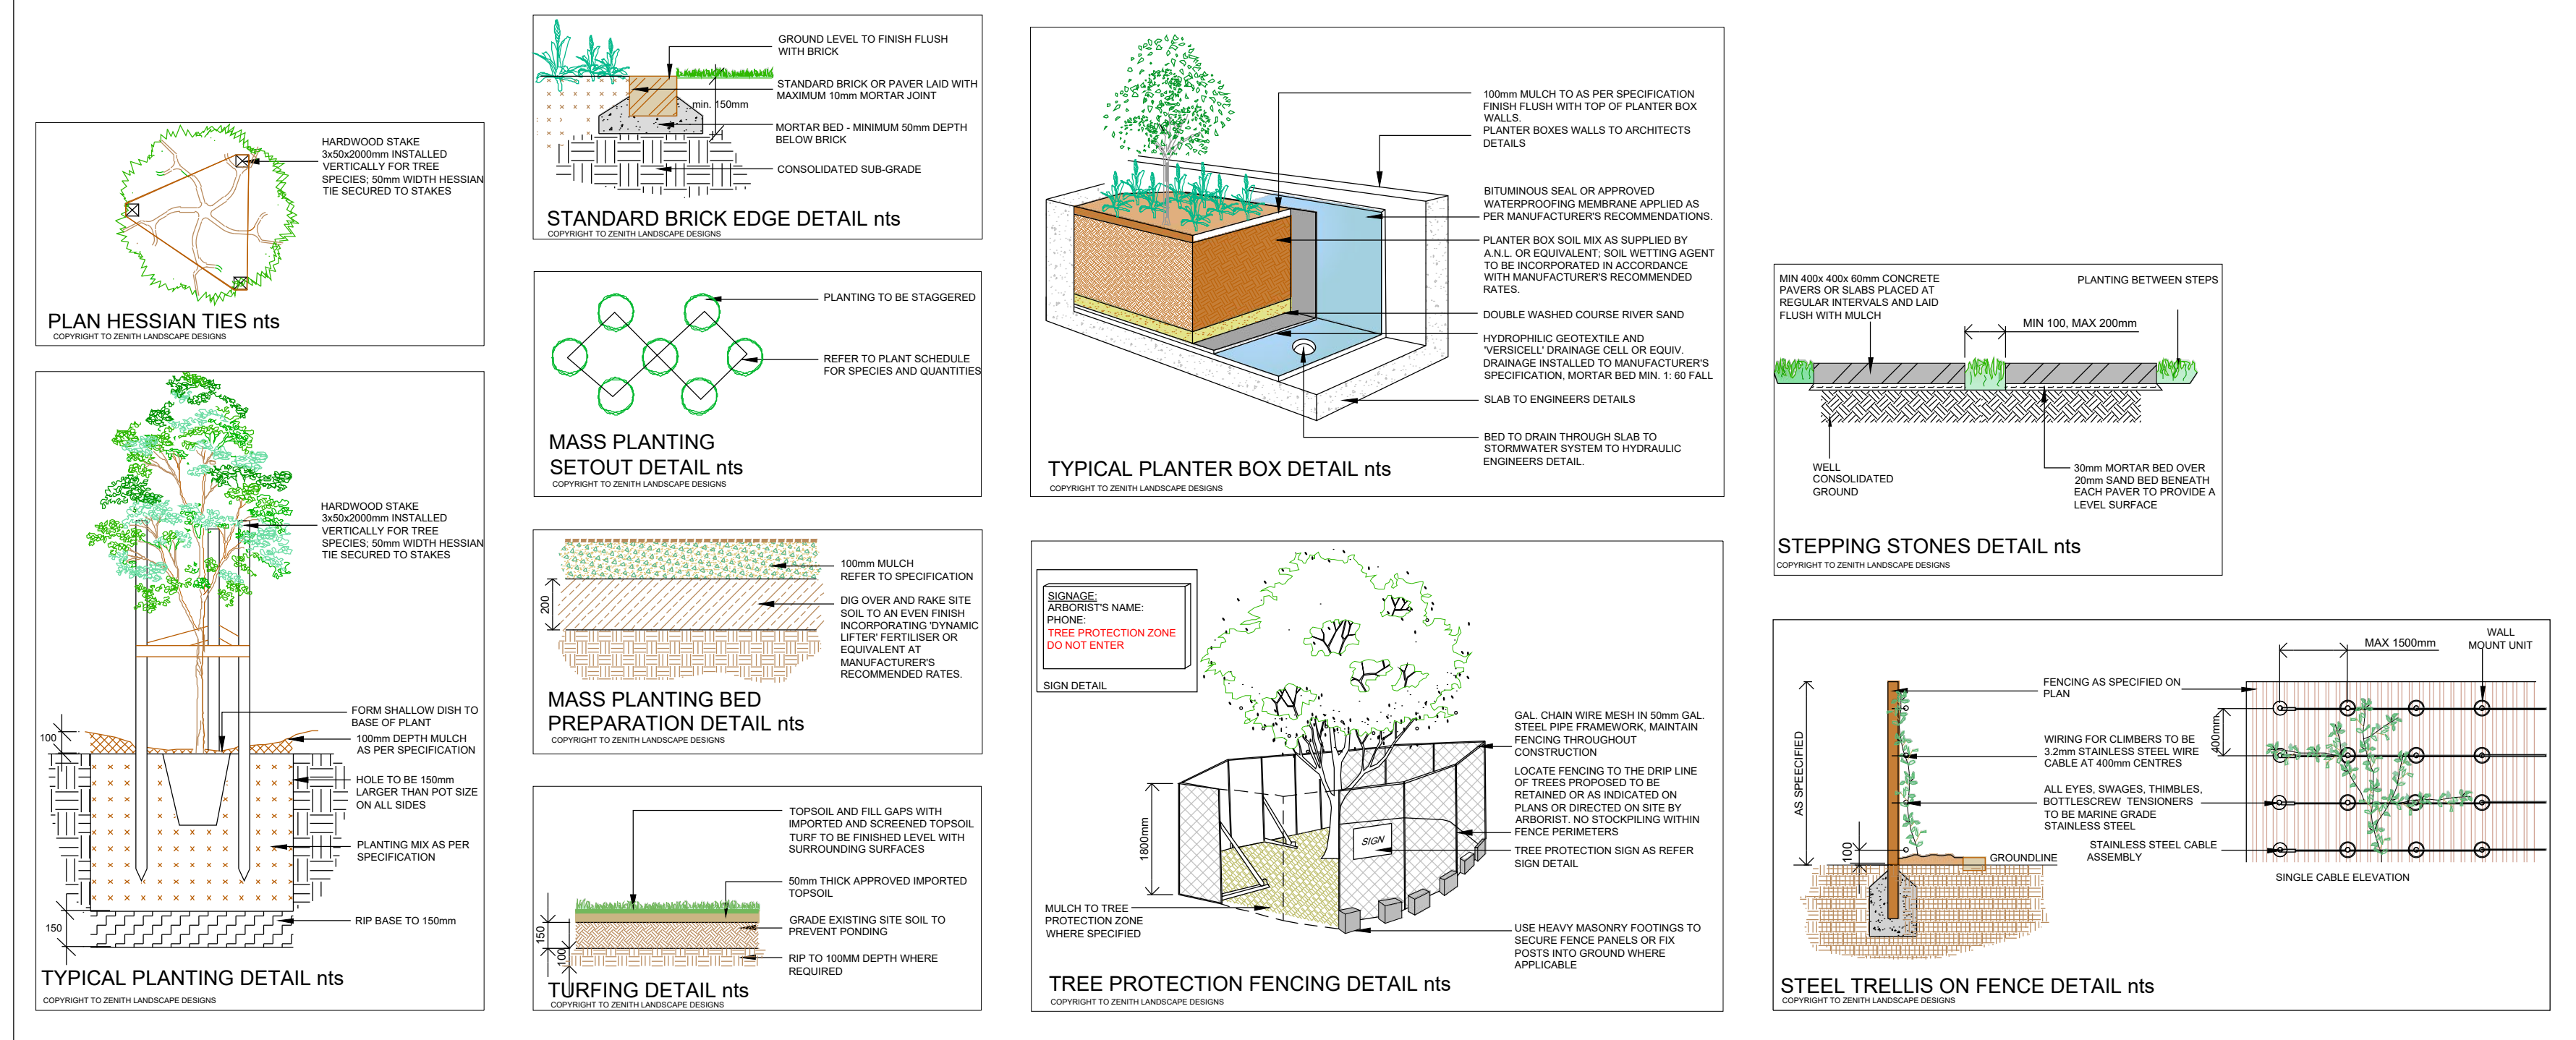 HARDWOOD STAKE
3x50x2000mm INSTALLED
VERTICALLY FOR TREE
SPECIES; 50mm WIDTH HESSIAN
TIE SECURED TO STAKES
PLAN HESSIAN TIES nts
COPYRIGHT TO ZENITH LANDSCAPE DESIGNS
HARDWOOD STAKE
3x50x2000mm INSTALLED
VERTICALLY FOR TREE
SPECIES; 50mm WIDTH HESSIAN
TIE SECURED TO STAKES
FORM SHALLOW DISH TO
BASE OF PLANT
100
100mm DEPTH MULCH
AS PER SPECIFICATION
HOLE TO BE 150mm
LARGER THAN POT SIZE
ON ALL SIDES
PLANTING MIX AS PER
SPECIFICATION
RIP BASE TO 150mm
150
TYPICAL PLANTING DETAIL nts
COPYRIGHT TO ZENITH LANDSCAPE DESIGNS
GROUND LEVEL TO FINISH FLUSH
WITH BRICK
STANDARD BRICK OR PAVER LAID WITH
MAXIMUM 10mm MORTAR JOINT
min. 150mm
MORTAR BED - MINIMUM 50mm DEPTH
BELOW BRICK
CONSOLIDATED SUB-GRADE
STANDARD BRICK EDGE DETAIL nts
COPYRIGHT TO ZENITH LANDSCAPE DESIGNS
PLANTING TO BE STAGGERED
REFER TO PLANT SCHEDULE
FOR SPECIES AND QUANTITIES
MASS PLANTING
SETOUT DETAIL nts
COPYRIGHT TO ZENITH LANDSCAPE DESIGNS
100mm MULCH
REFER TO SPECIFICATION
200
DIG OVER AND RAKE SITE
SOIL TO AN EVEN FINISH
INCORPORATING 'DYNAMIC
LIFTER' FERTILISER OR
EQUIVALENT AT
MANUFACTURER'S
RECOMMENDED RATES.
MASS PLANTING BED
PREPARATION DETAIL nts
COPYRIGHT TO ZENITH LANDSCAPE DESIGNS
TOPSOIL AND FILL GAPS WITH
IMPORTED AND SCREENED TOPSOIL
TURF TO BE FINISHED LEVEL WITH
SURROUNDING SURFACES
50mm THICK APPROVED IMPORTED
TOPSOIL
GRADE EXISTING SITE SOIL TO
PREVENT PONDING
150
100
RIP TO 100MM DEPTH WHERE
REQUIRED
TURFING DETAIL nts
COPYRIGHT TO ZENITH LANDSCAPE DESIGNS
100mm MULCH TO AS PER SPECIFICATION
FINISH FLUSH WITH TOP OF PLANTER BOX
WALLS.
PLANTER BOXES WALLS TO ARCHITECTS
DETAILS
BITUMINOUS SEAL OR APPROVED
WATERPROOFING MEMBRANE APPLIED AS
PER MANUFACTURER'S RECOMMENDATIONS.
PLANTER BOX SOIL MIX AS SUPPLIED BY
A.N.L. OR EQUIVALENT; SOIL WETTING AGENT
TO BE INCORPORATED IN ACCORDANCE
WITH MANUFACTURER'S RECOMMENDED
RATES.
DOUBLE WASHED COURSE RIVER SAND
HYDROPHILIC GEOTEXTILE AND
'VERSICELL' DRAINAGE CELL OR EQUIV.
DRAINAGE INSTALLED TO MANUFACTURER'S
SPECIFICATION, MORTAR BED MIN. 1: 60 FALL
SLAB TO ENGINEERS DETAILS
BED TO DRAIN THROUGH SLAB TO
STORMWATER SYSTEM TO HYDRAULIC
ENGINEERS DETAIL.
TYPICAL PLANTER BOX DETAIL nts
COPYRIGHT TO ZENITH LANDSCAPE DESIGNS
SIGNAGE:
ARBORIST'S NAME:
PHONE:
TREE PROTECTION ZONE
DO NOT ENTER
SIGN DETAIL
GAL. CHAIN WIRE MESH IN 50mm GAL.
STEEL PIPE FRAMEWORK, MAINTAIN
FENCING THROUGHOUT
CONSTRUCTION
LOCATE FENCING TO THE DRIP LINE
OF TREES PROPOSED TO BE
RETAINED OR AS INDICATED ON
PLANS OR DIRECTED ON SITE BY
ARBORIST. NO STOCKPILING WITHIN
FENCE PERIMETERS
1800mm
SIGN
TREE PROTECTION SIGN AS REFER
SIGN DETAIL
MULCH TO TREE
PROTECTION ZONE
WHERE SPECIFIED
USE HEAVY MASONRY FOOTINGS TO
SECURE FENCE PANELS OR FIX
POSTS INTO GROUND WHERE
APPLICABLE
TREE PROTECTION FENCING DETAIL nts
COPYRIGHT TO ZENITH LANDSCAPE DESIGNS
MIN 400x 400x 60mm CONCRETE
PAVERS OR SLABS PLACED AT
REGULAR INTERVALS AND LAID
FLUSH WITH MULCH
PLANTING BETWEEN STEPS
MIN 100, MAX 200mm
WELL
CONSOLIDATED
GROUND
30mm MORTAR BED OVER
20mm SAND BED BENEATH
EACH PAVER TO PROVIDE A
LEVEL SURFACE
STEPPING STONES DETAIL nts
COPYRIGHT TO ZENITH LANDSCAPE DESIGNS
MAX 1500mm
WALL
MOUNT UNIT
FENCING AS SPECIFIED ON
PLAN
400mm
WIRING FOR CLIMBERS TO BE
3.2mm STAINLESS STEEL WIRE
CABLE AT 400mm CENTRES
AS SPEECIFIED
ALL EYES, SWAGES, THIMBLES,
BOTTLESCREW TENSIONERS
TO BE MARINE GRADE
STAINLESS STEEL
100
GROUNDLINE
STAINLESS STEEL CABLE
ASSEMBLY
SINGLE CABLE ELEVATION
STEEL TRELLIS ON FENCE DETAIL nts
COPYRIGHT TO ZENITH LANDSCAPE DESIGNS